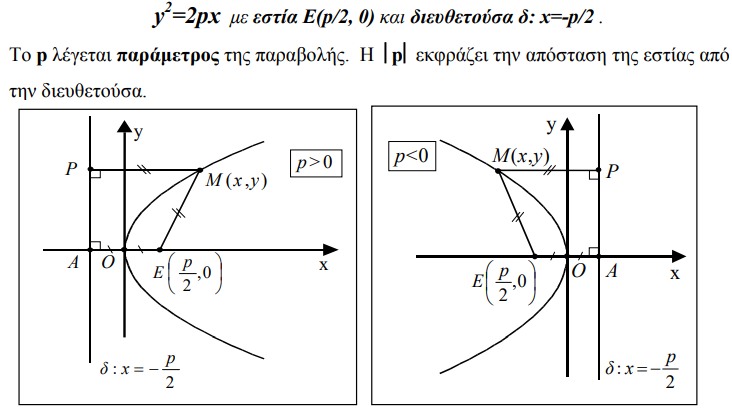 y²=2px με εστία E(p/2, 0) και διευθετούσα δ: x=-p/2 .
Το p λέγεται παράμετρος της παραβολής. Η |p| εκφράζει την απόσταση της εστίας από
την διευθετούσα.
y
p>0
P
M(x,y)
A
O
E(p/2,0)
x
δ:x=-p/2
y
p<0
M(x,y)
P
E(p/2,0)
O
A
x
δ:x=-p/2